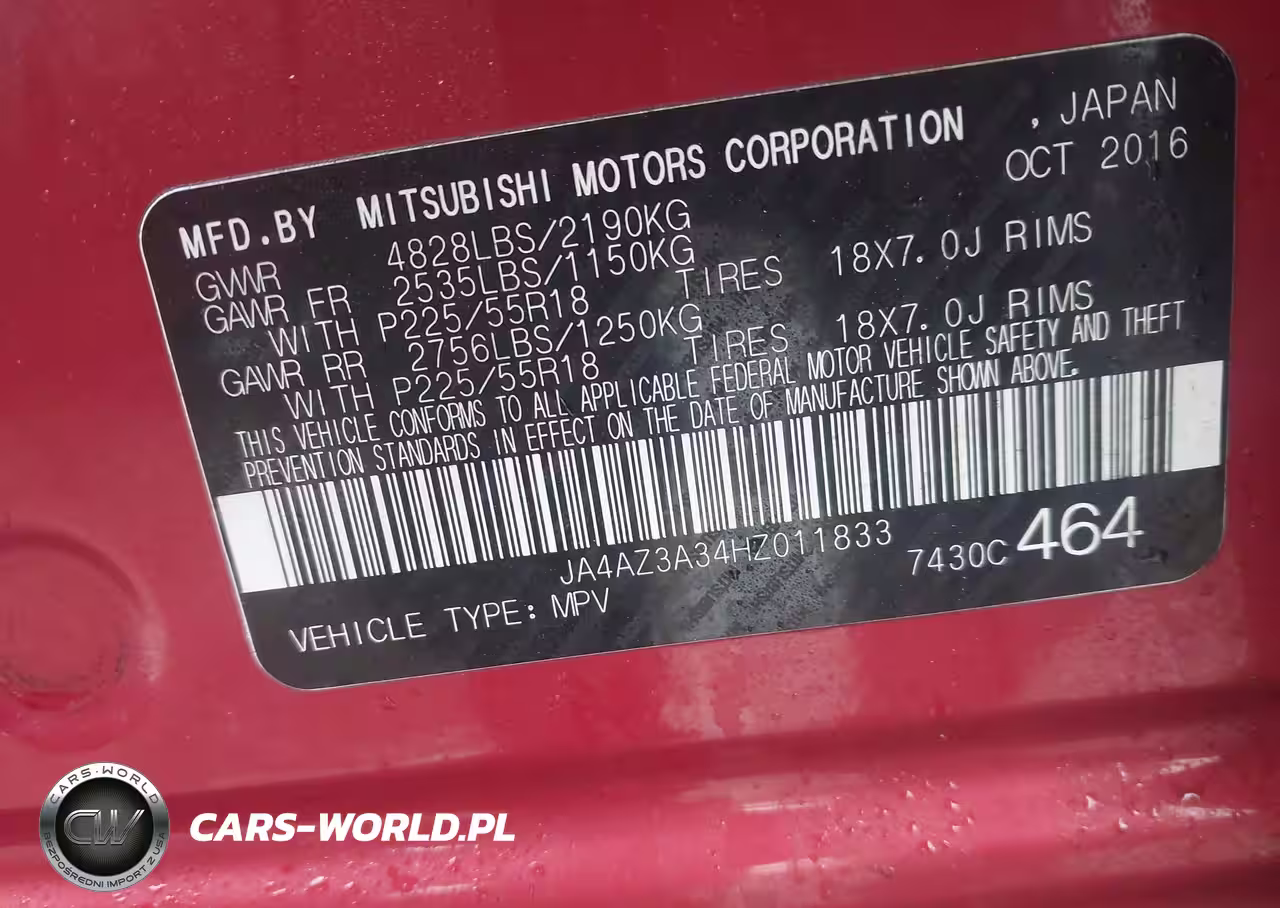 MFD.BY MITSUBISHI MOTORS CORPORATION , JAPAN
OCT 2016
GVWR 4828LBS/2190KG
GAWR FR 2535LBS/1150KG
WITH P225/55R18 TIRES 18X7.0J RIMS
GAWR RR 2756LBS/1250KG
WITH P225/55R18 TIRES 18X7.0J RIMS
THIS VEHICLE CONFORMS TO ALL APPLICABLE FEDERAL MOTOR VEHICLE SAFETY AND THEFT
PREVENTION STANDARDS IN EFFECT ON THE DATE OF MANUFACTURE SHOWN ABOVE.
JA4AZ3A34HZ011833 7430C 464
VEHICLE TYPE: MPV
CARS-WORLD
CW
BEZPOŚREDNI IMPORT Z USA
CARS-WORLD.PL